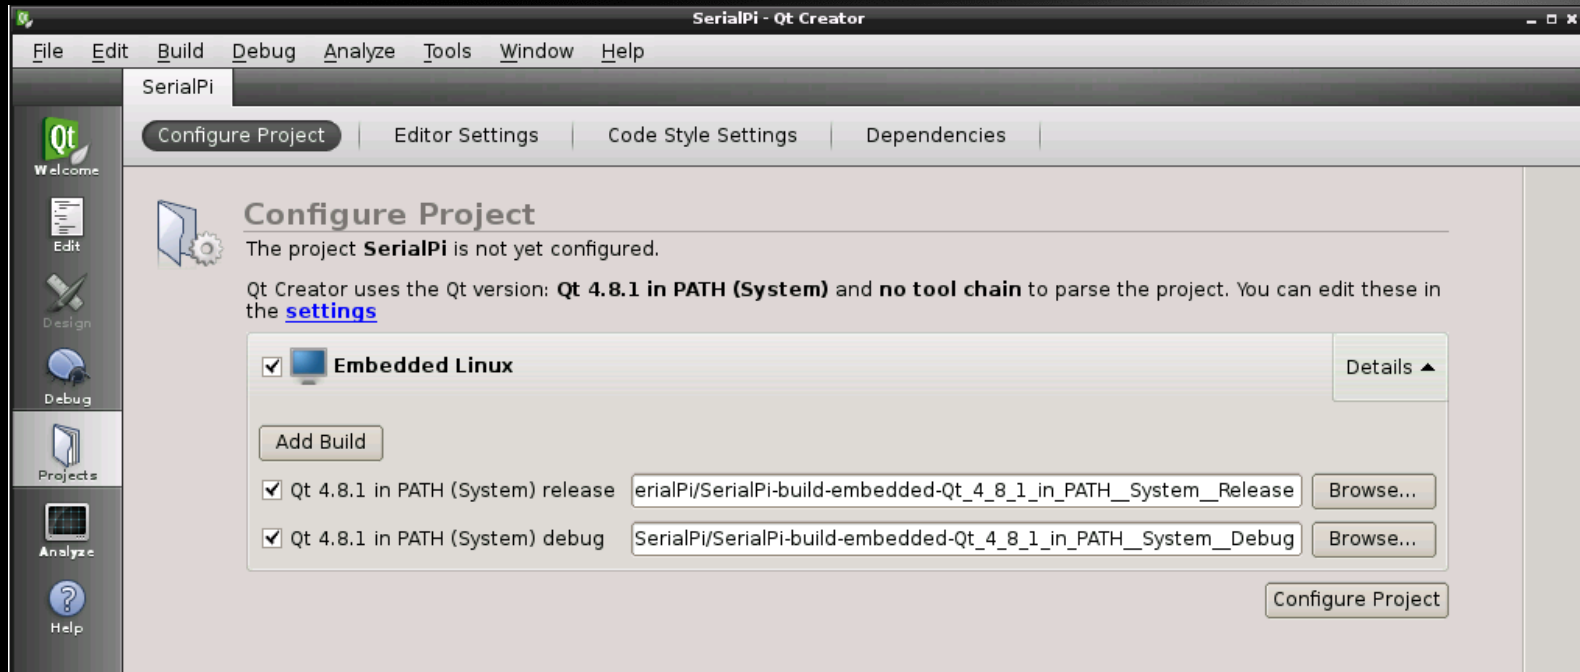 SerialPi - Qt Creator
File Edit Build Debug Analyze Tools Window Help
SerialPi
Configure Project Editor Settings Code Style Settings Dependencies
Qt
Welcome
Edit
Design
Debug
Projects
Analyze
Help
Configure Project
The project SerialPi is not yet configured.
Qt Creator uses the Qt version: Qt 4.8.1 in PATH (System) and no tool chain to parse the project. You can edit these in
the settings
Embedded Linux
Details
Add Build
Qt 4.8.1 in PATH (System) release erialPi/SerialPi-build-embedded-Qt_4_8_1_in_PATH__System__Release Browse...
Qt 4.8.1 in PATH (System) debug SerialPi/SerialPi-build-embedded-Qt_4_8_1_in_PATH__System__Debug Browse...
Configure Project